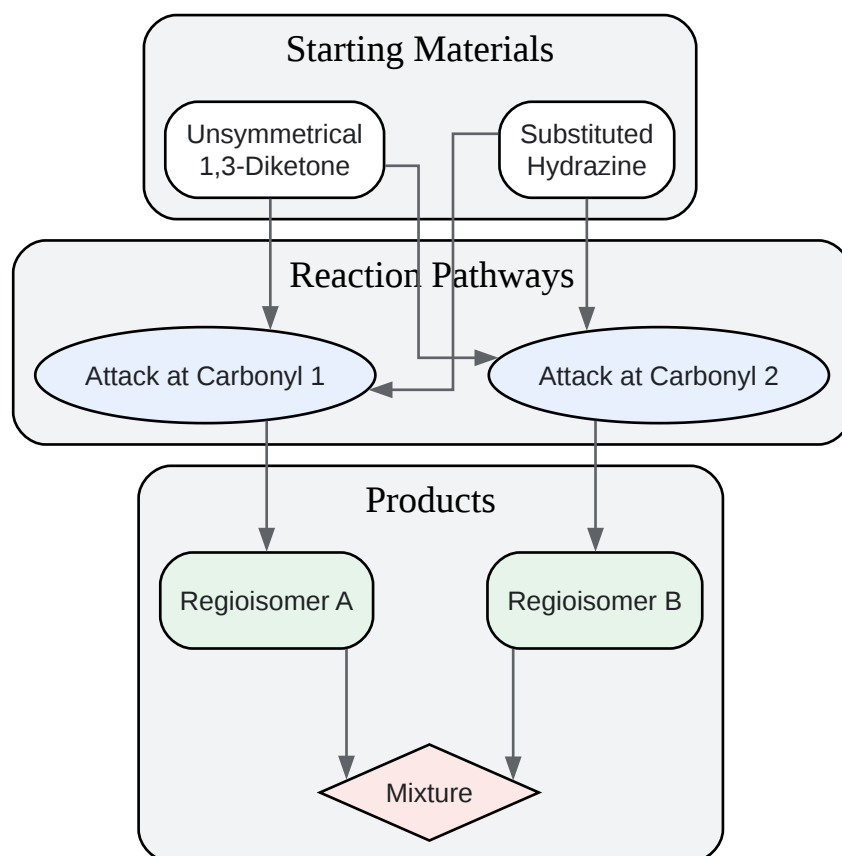 Starting Materials
Unsymmetrical
1,3-Diketone
Substituted
Hydrazine
Reaction Pathways
Attack at Carbonyl 1
Attack at Carbonyl 2
Products
Regioisomer A
Regioisomer B
Mixture